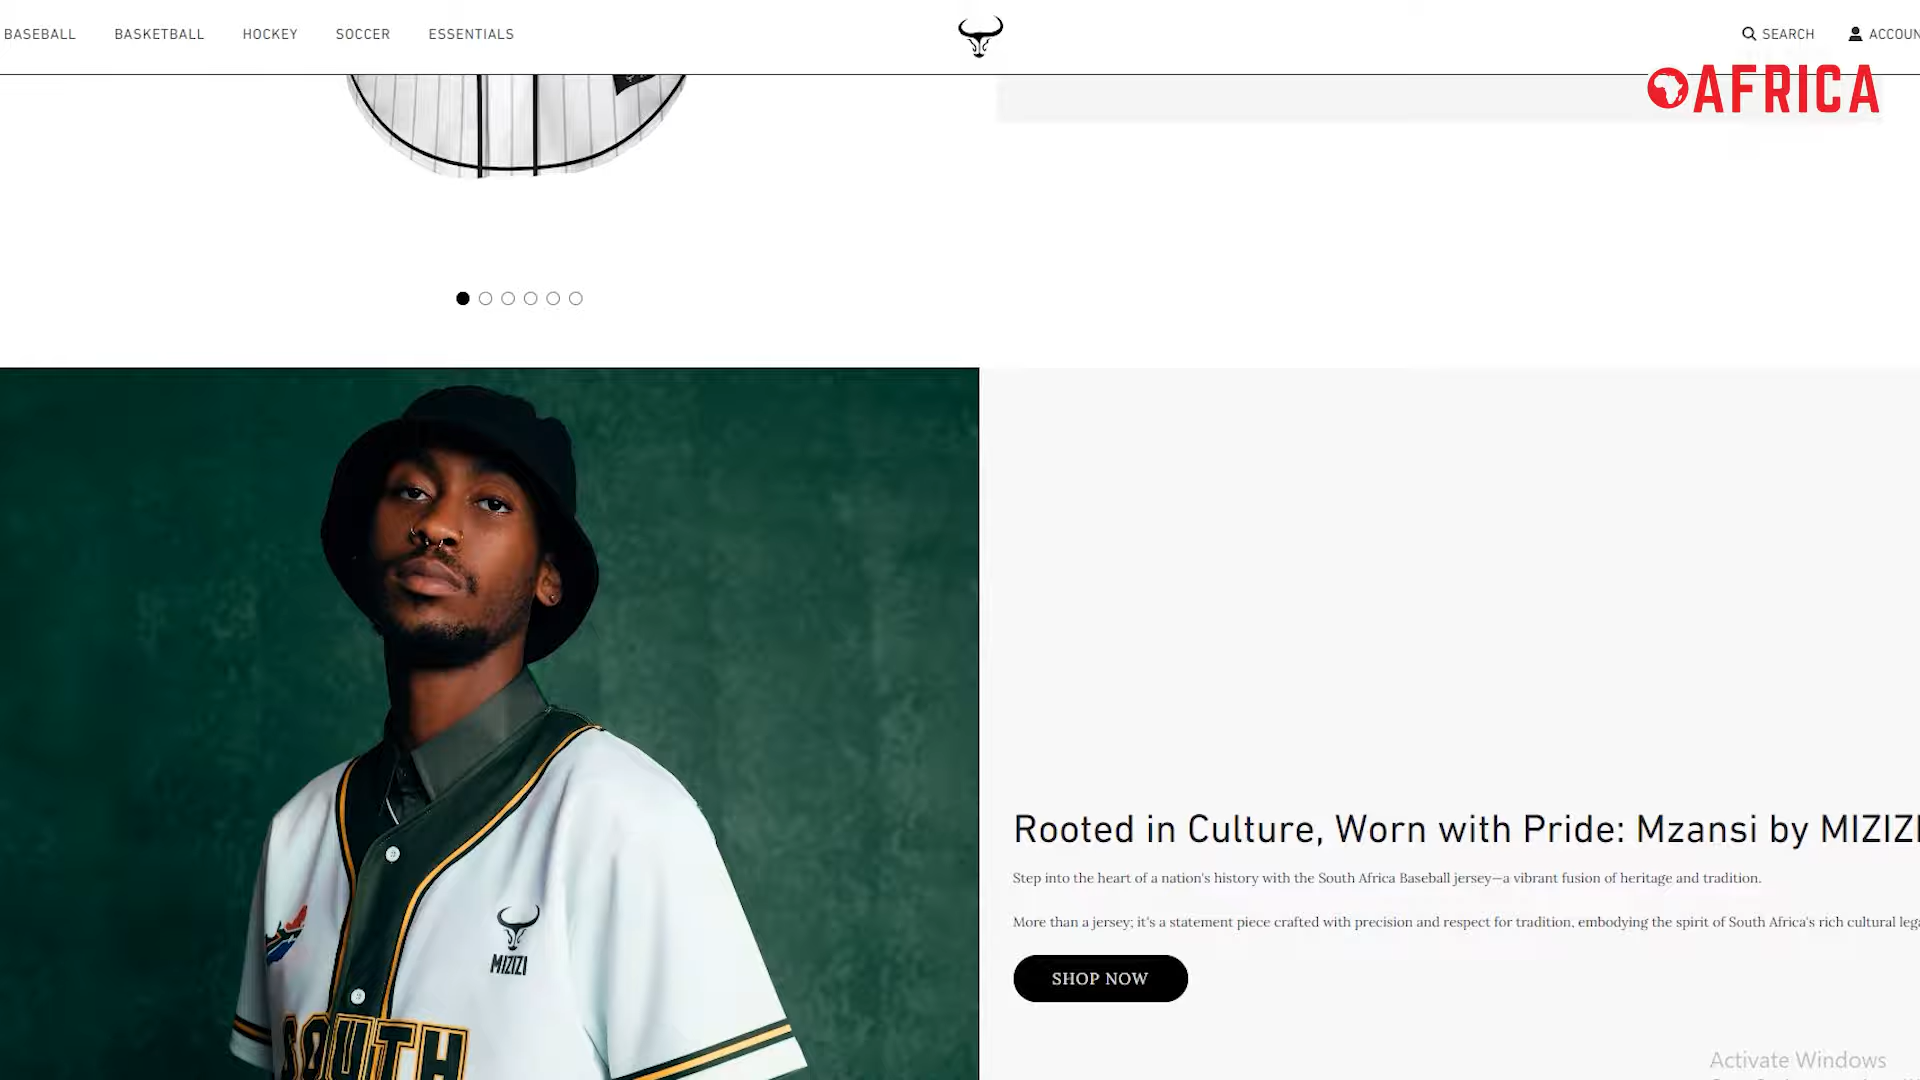 BASEBALL BASKETBALL HOCKEY SOCCER ESSENTIALS SEARCH
AFRICA
MIZIZI
SOUTH
Rooted in Culture, Worn with Pride: Mzansi by MIZIZI
Step into the heart of a nation's history with the South Africa Baseball jersey—a vibrant fusion of heritage and tradition.
More than a jersey; it's a statement piece crafted with precision and respect for tradition, embodying the spirit of South Africa's rich cultural
SHOP NOW
Activate Windows